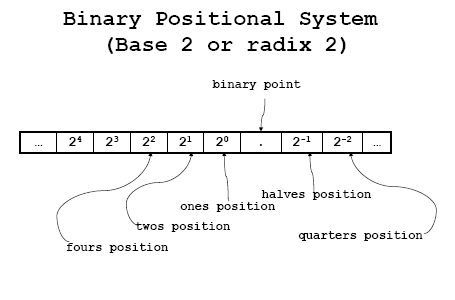 Binary Positional System
(Base 2 or radix 2)
binary point
… 2⁴ 2³ 2² 2¹ 2⁰ . 2⁻¹ 2⁻² …
halves position
ones position
twos position
quarters position
fours position